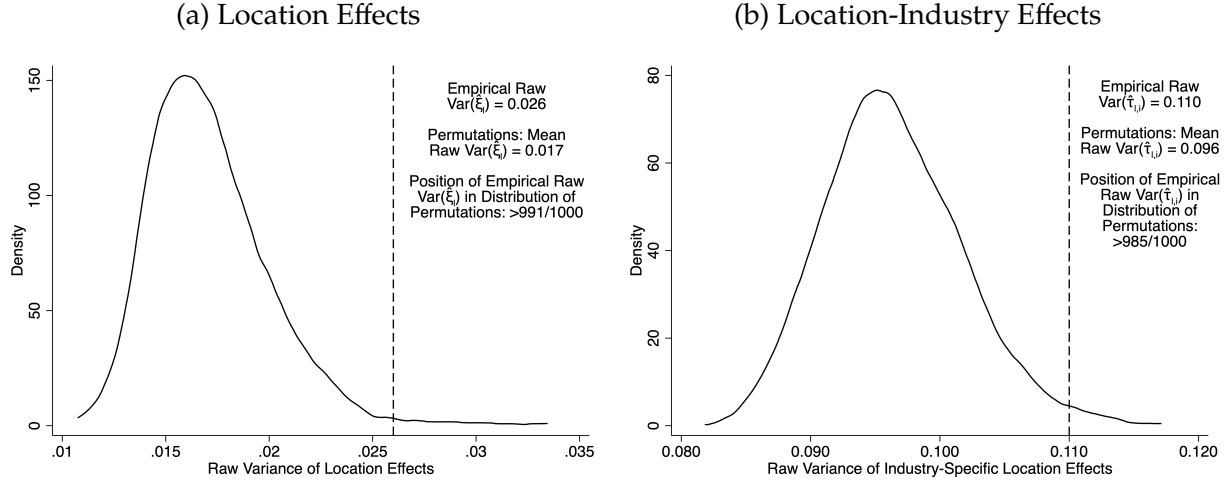 (a) Location Effects
150
100
50
0
Density
.01 .015 .02 .025 .03 .035
Raw Variance of Location Effects
Empirical Raw
Var(ξ̂l) = 0.026
Permutations: Mean
Raw Var(ξ̂l) = 0.017
Position of Empirical Raw
Var(ξ̂l) in Distribution of
Permutations: >991/1000
(b) Location-Industry Effects
80
60
40
20
0
Density
0.080 0.090 0.100 0.110 0.120
Raw Variance of Industry-Specific Location Effects
Empirical Raw
Var(τ̂l,i) = 0.110
Permutations: Mean
Raw Var(τ̂l,i) = 0.096
Position of Empirical
Raw Var(τ̂l,i) in
Distribution of
Permutations:
>985/1000